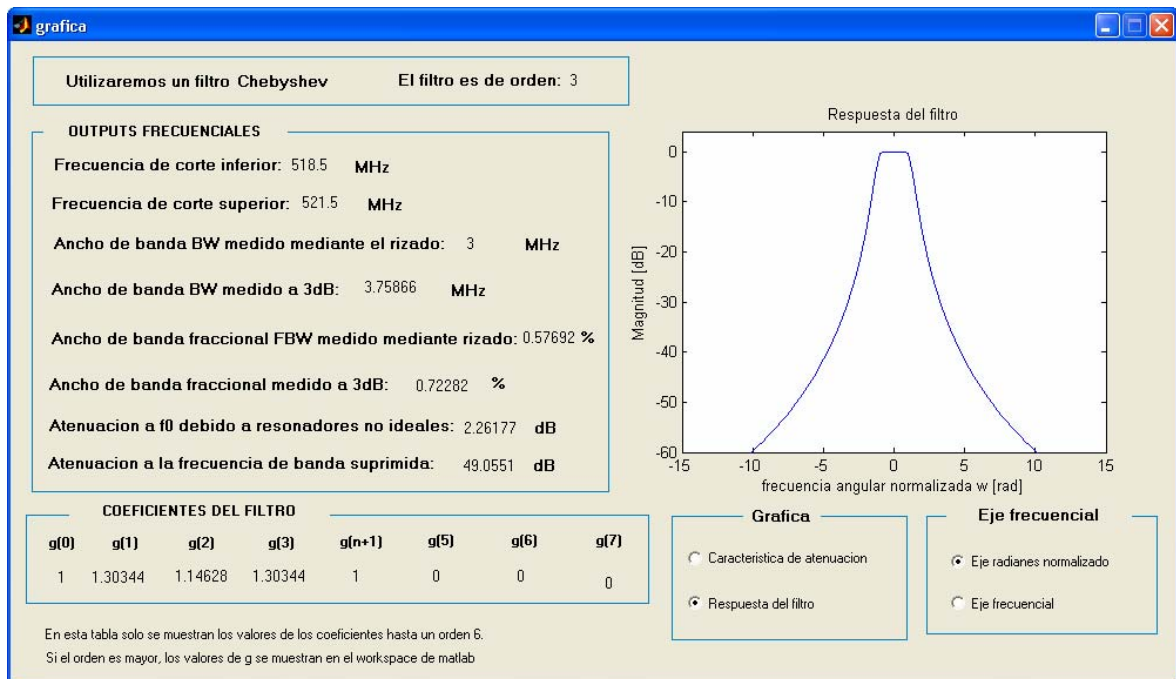 grafica
Utilizaremos un filtro Chebyshev El filtro es de orden: 3
OUTPUTS FRECUENCIALES
Frecuencia de corte inferior: 518.5 MHz
Frecuencia de corte superior: 521.5 MHz
Ancho de banda BW medido mediante el rizado: 3 MHz
Ancho de banda BW medido a 3dB: 3.75866 MHz
Ancho de banda fraccional FBW medido mediante rizado: 0.57692 %
Ancho de banda fraccional medido a 3dB: 0.72282 %
Atenuacion a f0 debido a resonadores no ideales: 2.26177 dB
Atenuacion a la frecuencia de banda suprimida: 49.0551 dB
COEFICIENTES DEL FILTRO
g(0) g(1) g(2) g(3) g(n+1) g(5) g(6) g(7)
1 1.30344 1.14628 1.30344 1 0 0 0
En esta tabla solo se muestran los valores de los coeficientes hasta un orden 6.
Si el orden es mayor, los valores de g se muestran en el workspace de matlab
Respuesta del filtro
Magnitud [dB]
0
-10
-20
-30
-40
-50
-60
-15 -10 -5 0 5 10 15
frecuencia angular normalizada w [rad]
Grafica
Caracteristica de atenuacion
Respuesta del filtro
Eje frecuencial
Eje radianes normalizado
Eje frecuencial